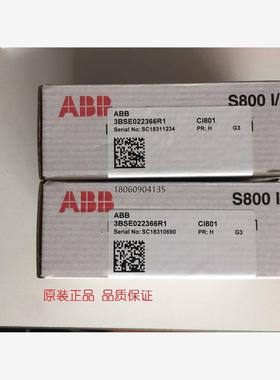 ABB
S800 I/
ABB
3BSE022366R1
CI801
Serial No: SC18311234
PR: H
G3
18060904135
ABB
S800 I
ABB
3BSE022366R1
CI801
Serial No: SC18310690
PR: H
G3
原装正品 品质保证